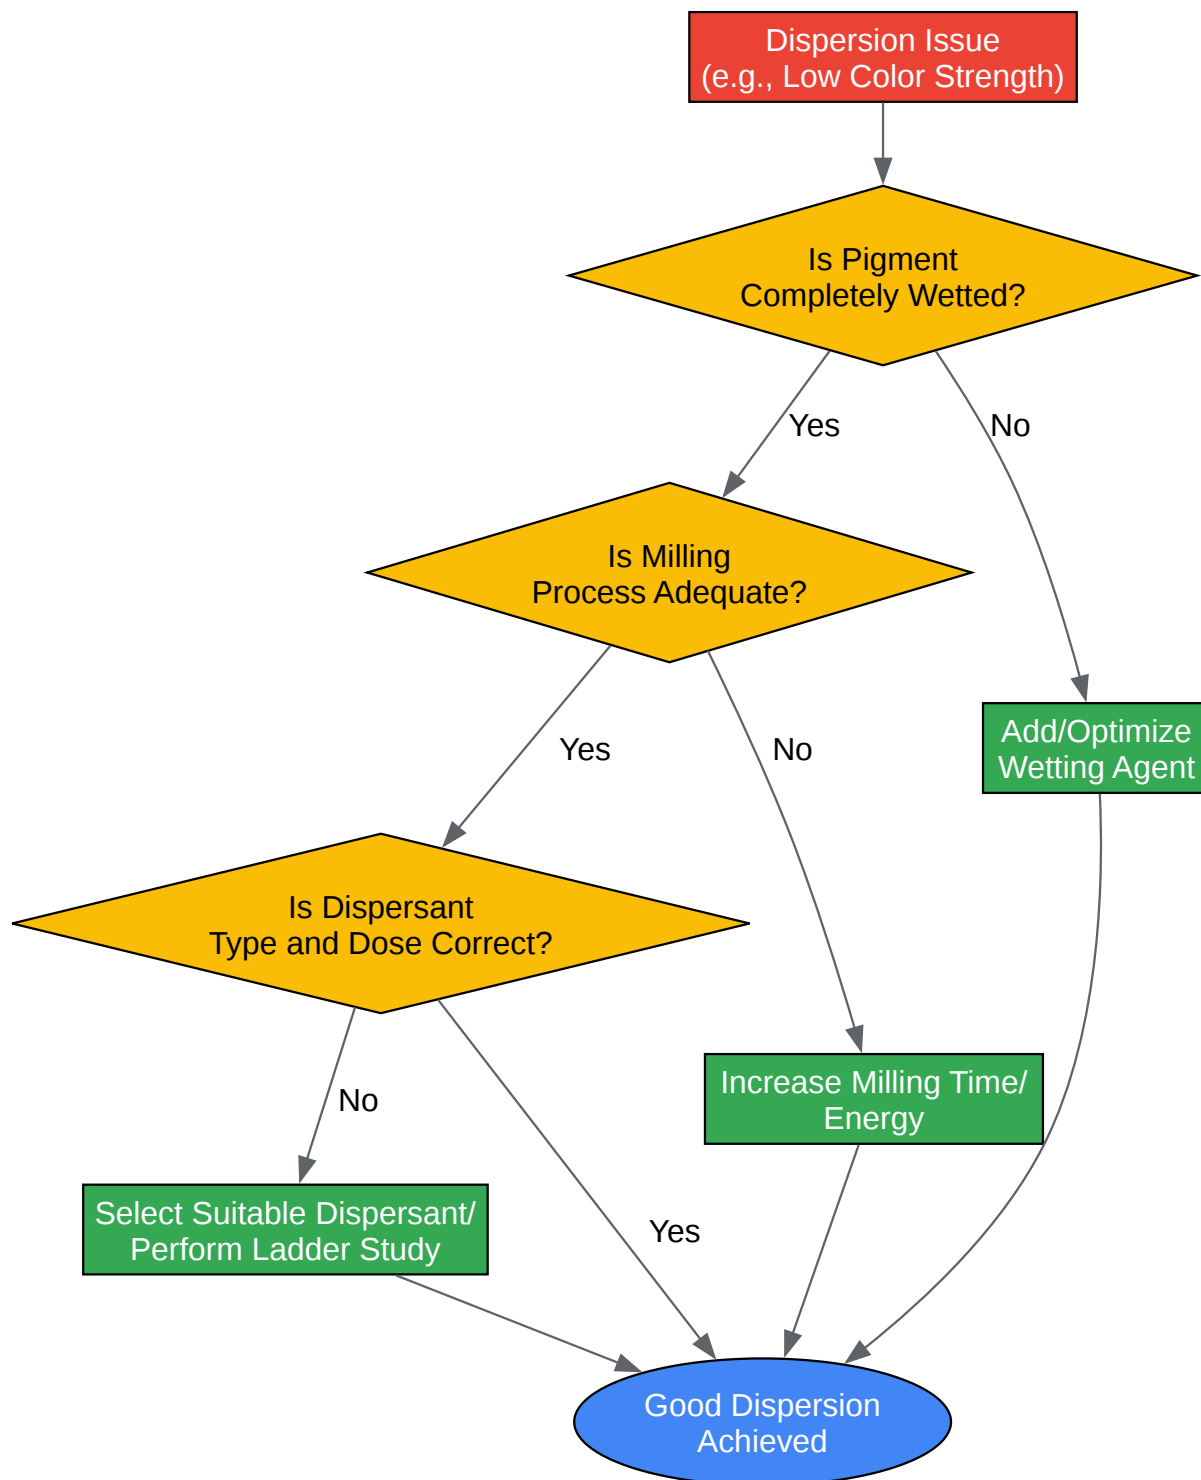 Dispersion Issue
(e.g., Low Color Strength)
Is Pigment
Completely Wetted?
Yes
No
Is Milling
Process Adequate?
Yes
No
Add/Optimize
Wetting Agent
Is Dispersant
Type and Dose Correct?
No
Yes
Increase Milling Time/
Energy
Select Suitable Dispersant/
Perform Ladder Study
Good Dispersion
Achieved